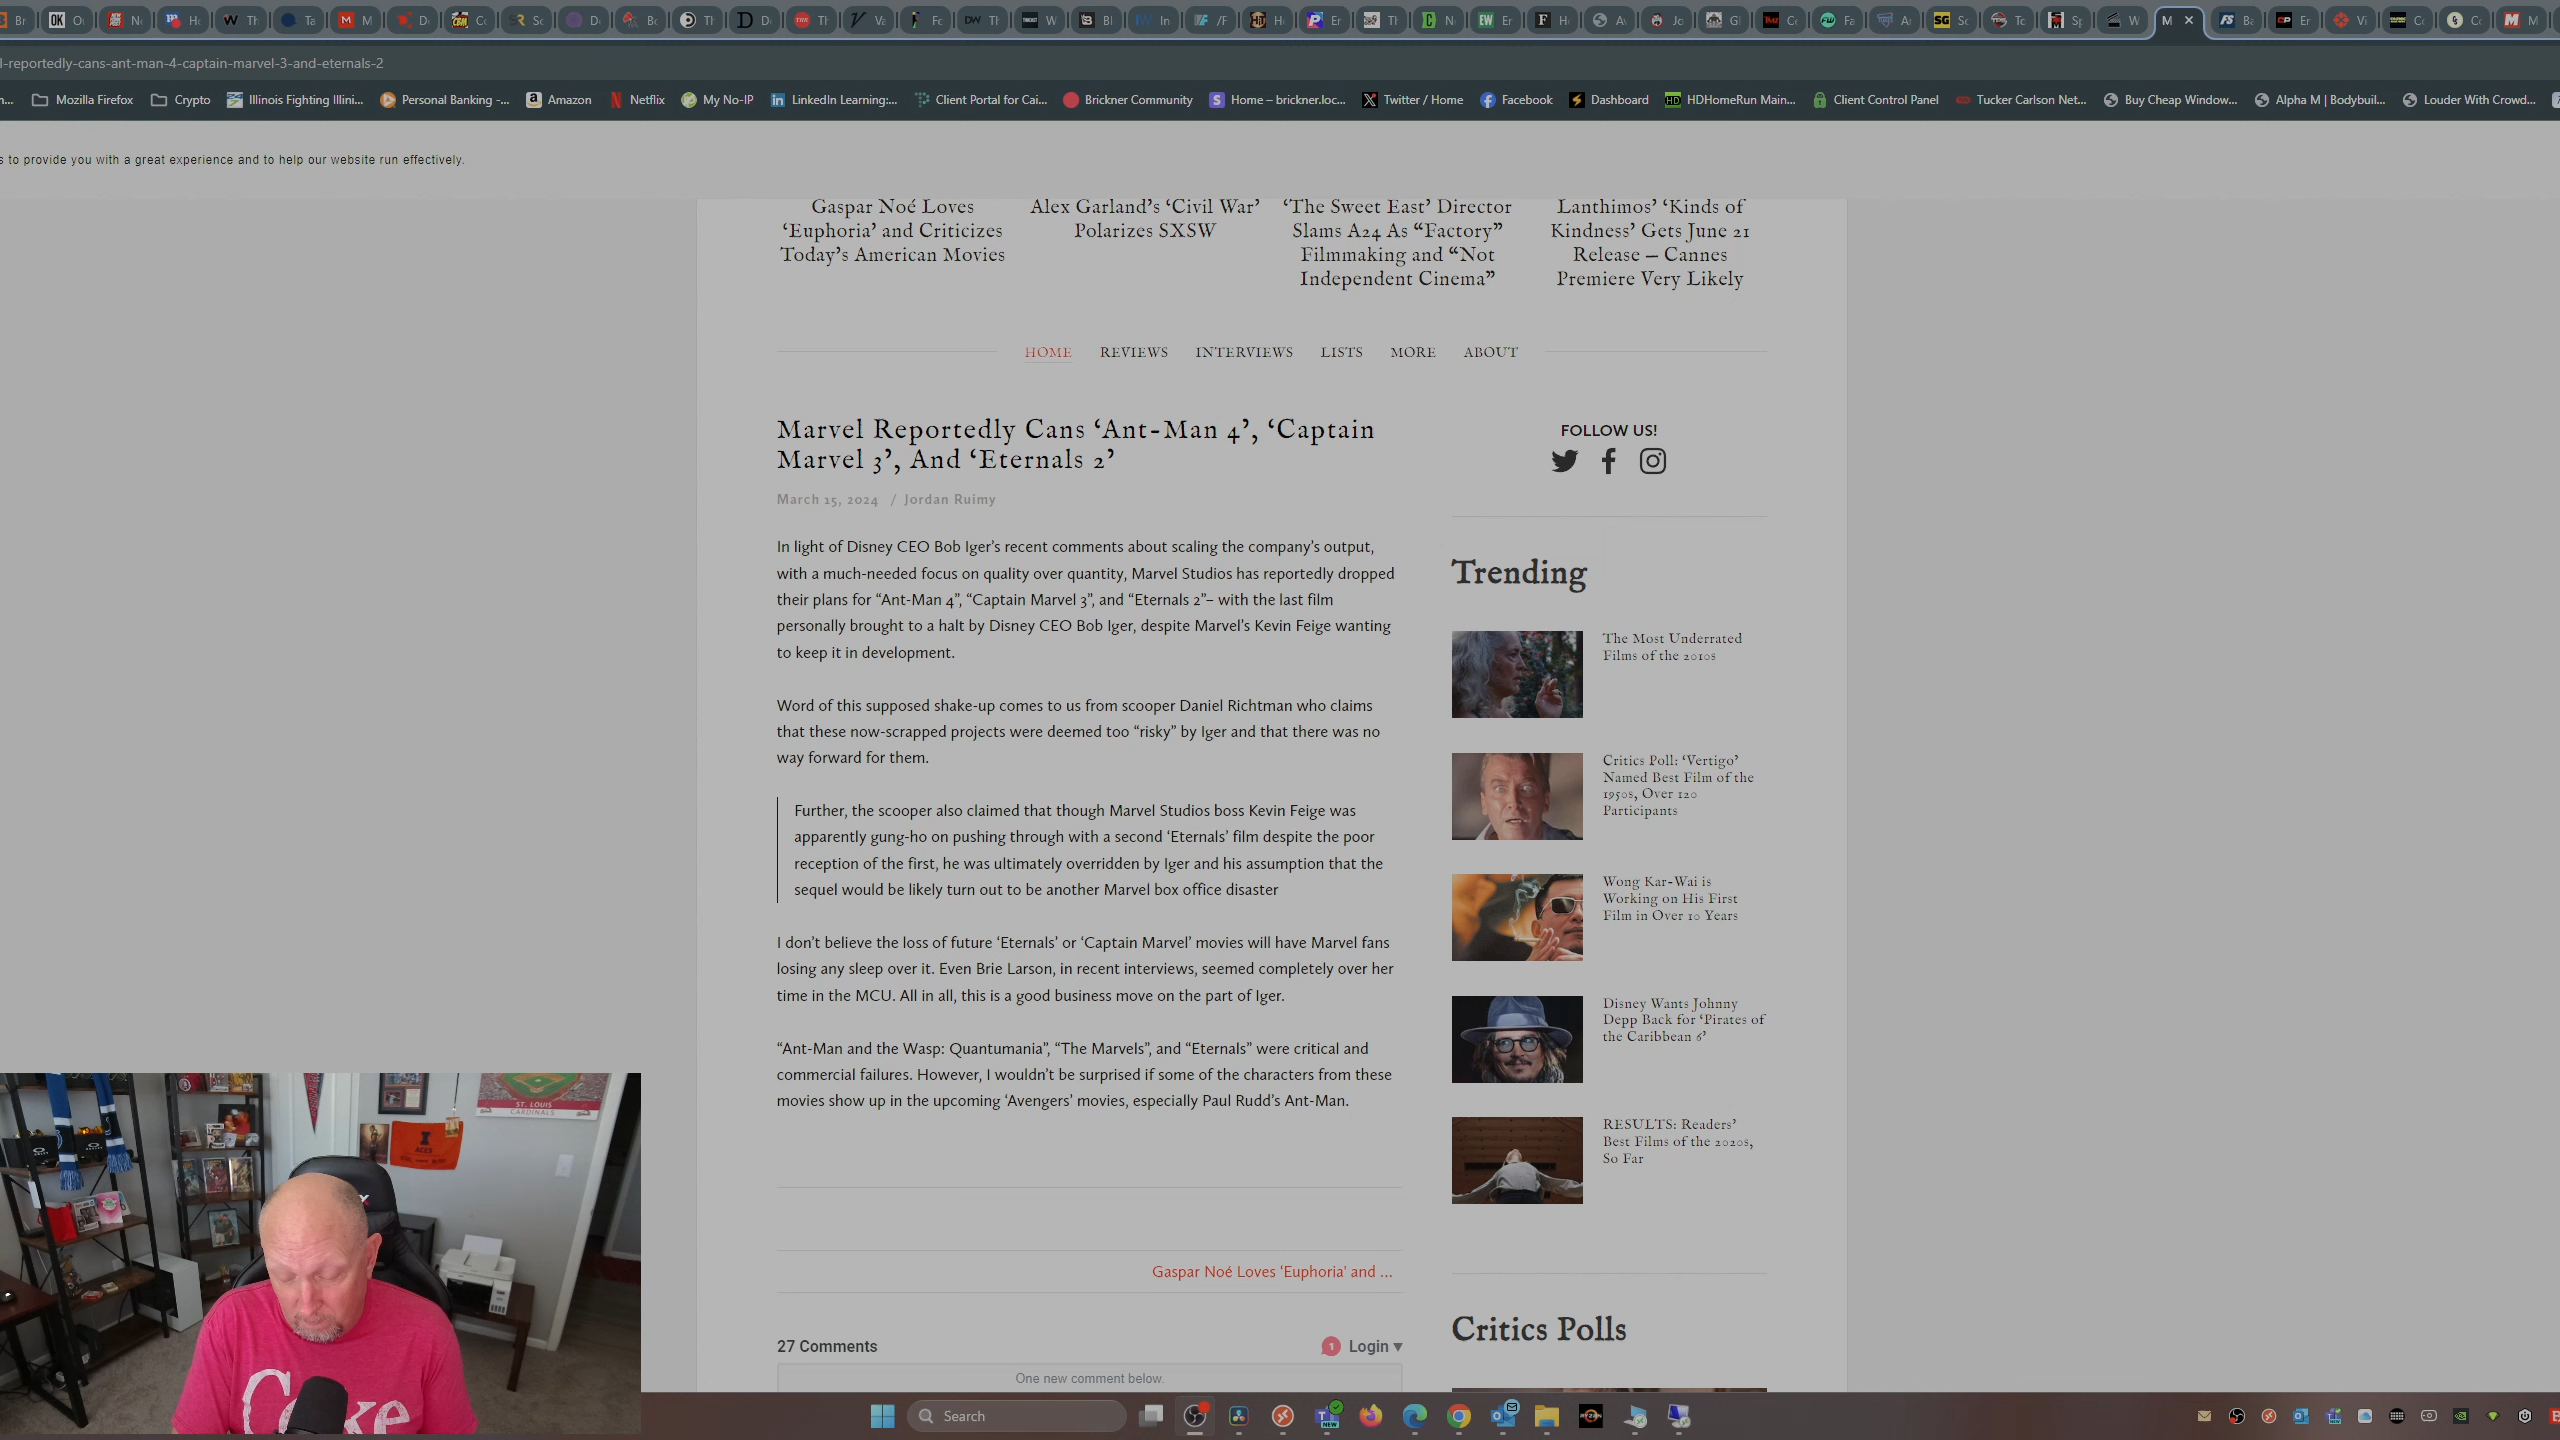 l-reportedly-cans-ant-man-4-captain-marvel-3-and-eternals-2
Mozilla Firefox
Crypto
Illinois Fighting Illini...
Personal Banking -...
Amazon
Netflix
My No-IP
LinkedIn Learning:...
Client Portal for Cai...
Brickner Community
Home – brickner.loc...
Twitter / Home
Facebook
Dashboard
HDHomeRun Main...
Client Control Panel
Tucker Carlson Net...
Buy Cheap Window...
Alpha M | Bodybuil...
Louder With Crowd...
s to provide you with a great experience and to help our website run effectively.
Gaspar Noé Loves
‘Euphoria’ and Criticizes
Today’s American Movies
Alex Garland’s ‘Civil War’
Polarizes SXSW
‘The Sweet East’ Director
Slams A24 As “Factory”
Filmmaking and “Not
Independent Cinema”
Lanthimos’ ‘Kinds of
Kindness’ Gets June 21
Release — Cannes
Premiere Very Likely
HOME
REVIEWS
INTERVIEWS
LISTS
MORE
ABOUT
Marvel Reportedly Cans ‘Ant-Man 4’, ‘Captain
Marvel 3’, And ‘Eternals 2’
March 15, 2024 / Jordan Ruimy
In light of Disney CEO Bob Iger’s recent comments about scaling the company’s output,
with a much-needed focus on quality over quantity, Marvel Studios has reportedly dropped
their plans for “Ant-Man 4”, “Captain Marvel 3”, and “Eternals 2”– with the last film
personally brought to a halt by Disney CEO Bob Iger, despite Marvel’s Kevin Feige wanting
to keep it in development.
Word of this supposed shake-up comes to us from scooper Daniel Richtman who claims
that these now-scrapped projects were deemed too “risky” by Iger and that there was no
way forward for them.
Further, the scooper also claimed that though Marvel Studios boss Kevin Feige was
apparently gung-ho on pushing through with a second ‘Eternals’ film despite the poor
reception of the first, he was ultimately overridden by Iger and his assumption that the
sequel would be likely turn out to be another Marvel box office disaster
I don’t believe the loss of future ‘Eternals’ or ‘Captain Marvel’ movies will have Marvel fans
losing any sleep over it. Even Brie Larson, in recent interviews, seemed completely over her
time in the MCU. All in all, this is a good business move on the part of Iger.
“Ant-Man and the Wasp: Quantumania”, “The Marvels”, and “Eternals” were critical and
commercial failures. However, I wouldn’t be surprised if some of the characters from these
movies show up in the upcoming ‘Avengers’ movies, especially Paul Rudd’s Ant-Man.
Gaspar Noé Loves ‘Euphoria’ and ...
27 Comments
1
Login
One new comment below.
FOLLOW US!
Trending
The Most Underrated
Films of the 2010s
Critics Poll: ‘Vertigo’
Named Best Film of the
1950s, Over 120
Participants
Wong Kar-Wai is
Working on His First
Film in Over 10 Years
Disney Wants Johnny
Depp Back for ‘Pirates of
the Caribbean 6’
RESULTS: Readers’
Best Films of the 2020s,
So Far
Critics Polls
ST. LOUIS
CARDINALS
ACES
Coke
Search